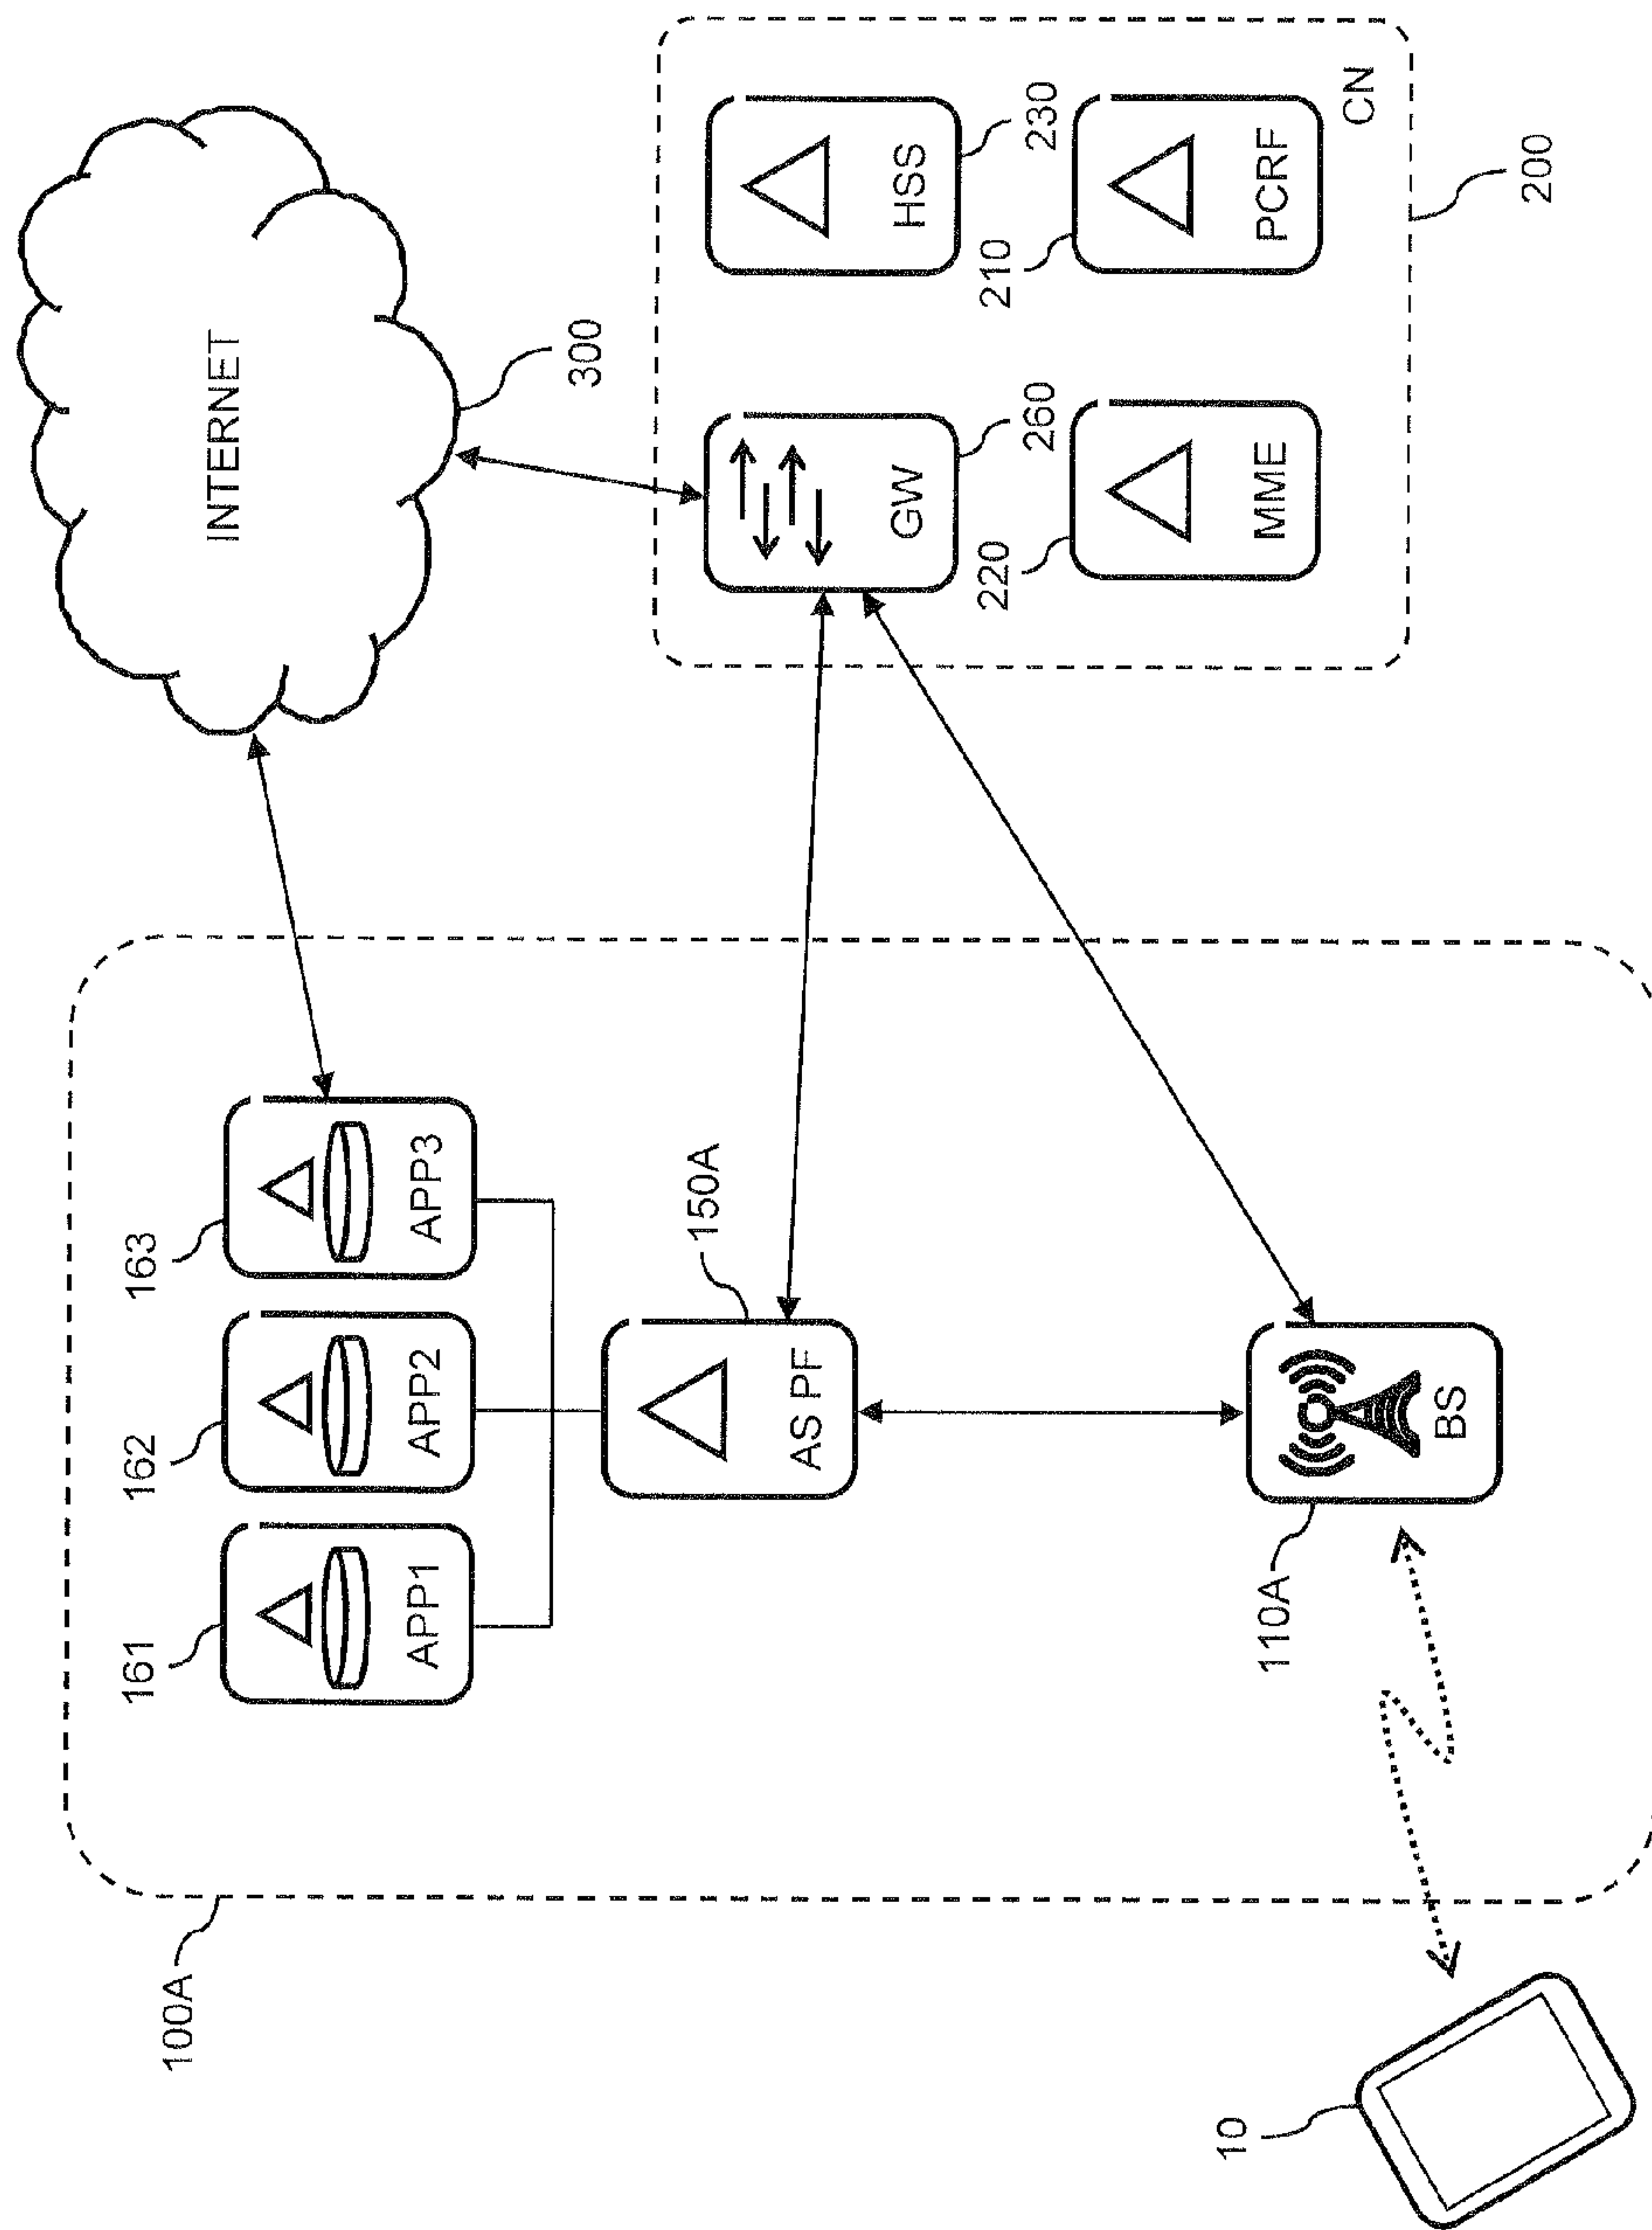 100A
161
162
163
APP1
APP2
APP3
INTERNET
300
150A
AS PF
GW
260
HSS
230
220
210
MME
PCRF
CN
200
110A
BS
10